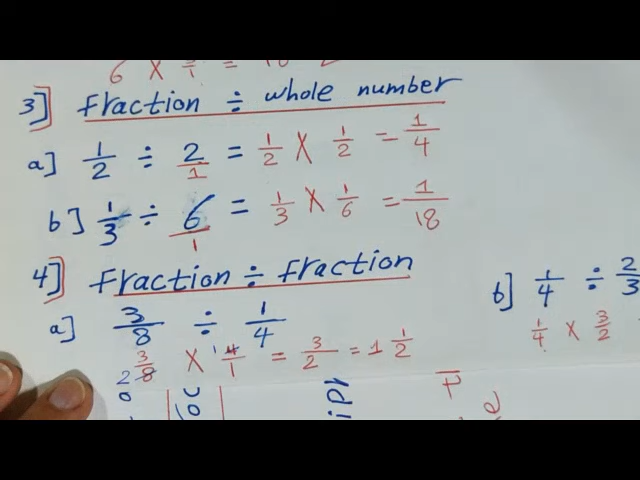 3] Fraction ÷ whole number
a] 1/2 ÷ 2/1 = 1/2 X 1/2 = 1/4
b] 1/3 ÷ 6/1 = 1/3 X 1/6 = 1/18
4] Fraction ÷ fraction
a] 3/8 ÷ 1/4
b] 1/4 ÷ 2/3
2 3/8 X 1 4/1 = 3/2 = 1 1/2
1/4 X 3/2